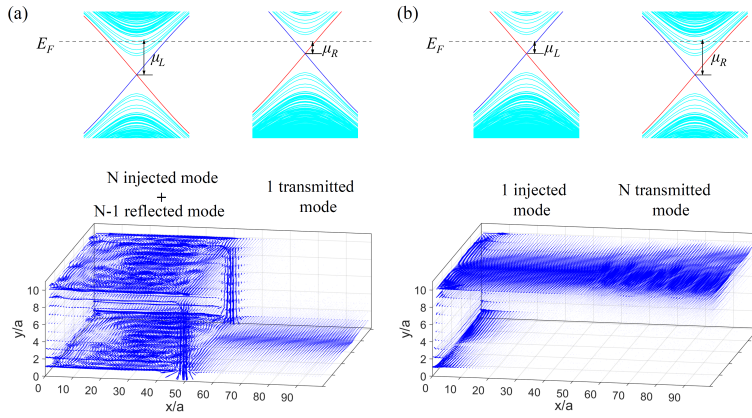 (a)
E_F
μ_L
μ_R
(b)
E_F
μ_L
μ_R
N injected mode
+
N-1 reflected mode
1 transmitted
mode
1 injected
mode
N transmitted
mode
10
8
6
4
2
0
y/a
0 10 20 30 40 50 60 70 80 90
x/a
10
8
6
4
2
0
y/a
0 10 20 30 40 50 60 70 80 90
x/a